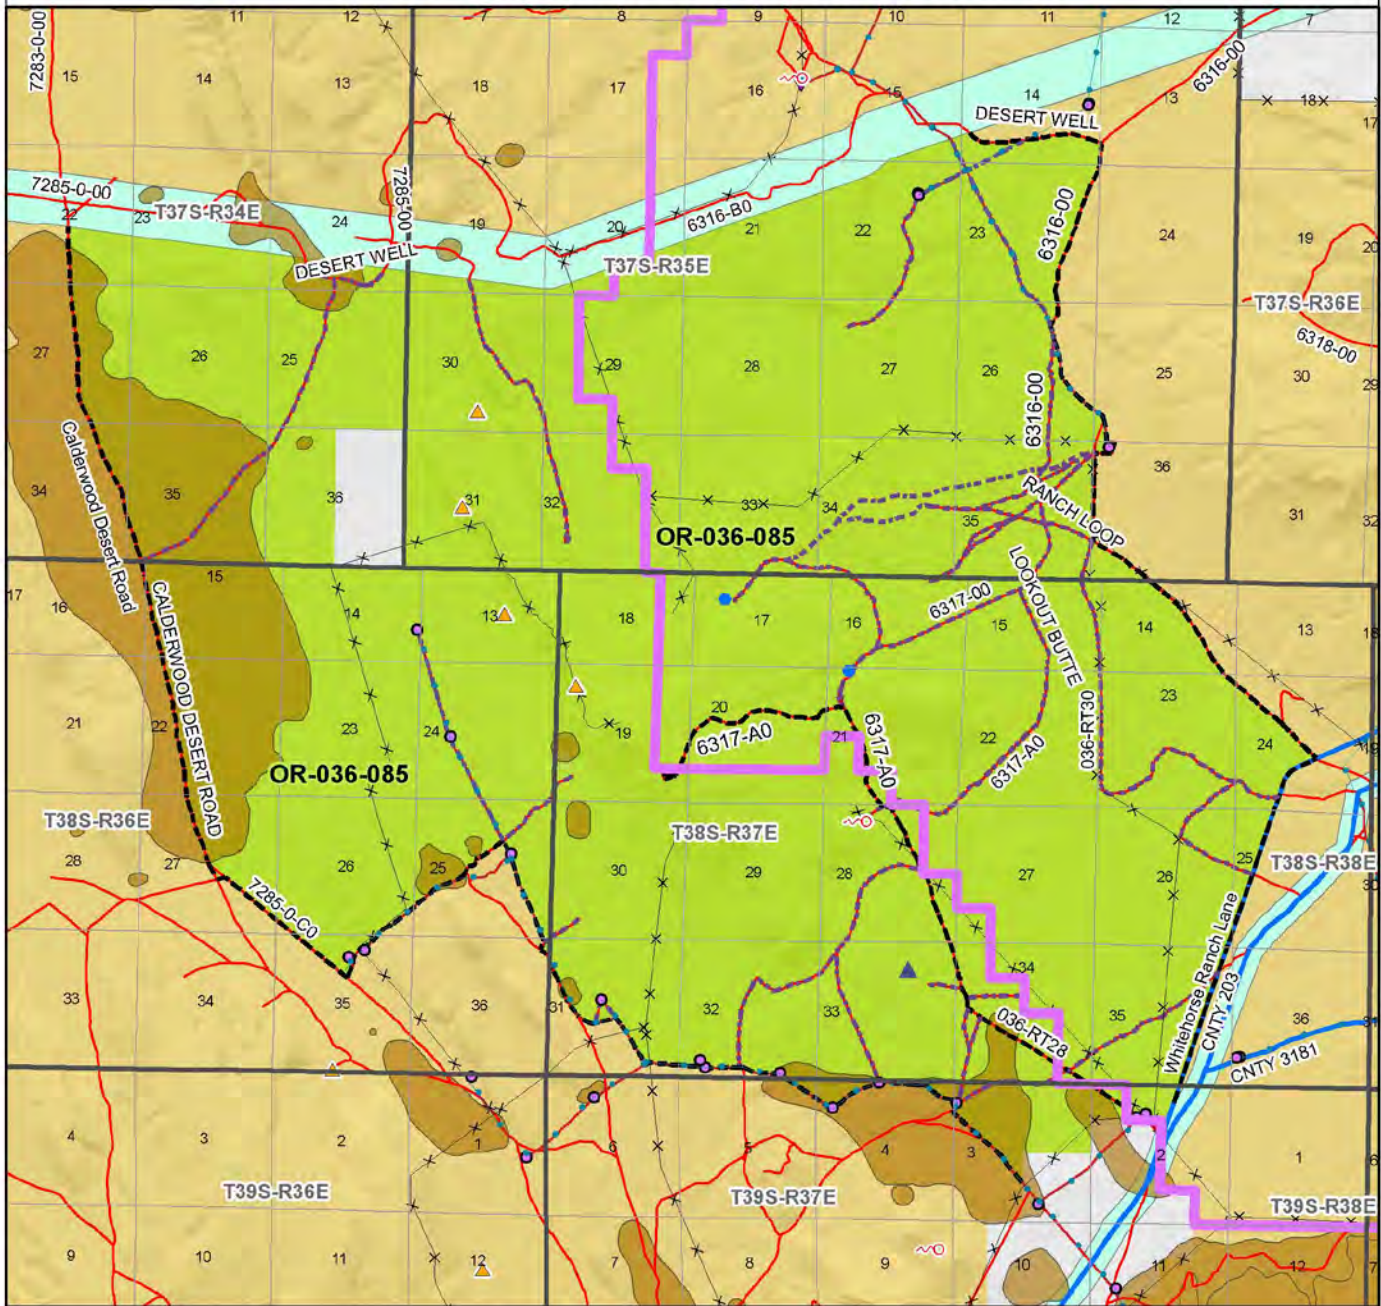 11 12 7 8 9 10 11 12 7
7283-0-00
15 14 13 18 17 16 15 14 13 18 17
6316-00
DESERT WELL
7285-0-00
7285-00
22 23 T37S-R34E 24 19 20 21 22 23 24 19 20
6316-B0
6316-00
DESERT WELL
T37S-R35E
T37S-R36E
6318-00
27 26 25 30 29 28 27 26 25 30 29
6316-00
Calderwood Desert Road
34 35 36 31 32 33 34 35 36 31 32
RANCH LOOP
OR-036-085
LOOKOUT BUTTE
17 16 15 14 13 18 17 16 15 14 13 18
6317-00
CALDERWOOD DESERT ROAD
036-RT30
21 22 23 24 19 20 21 22 23 24 19
6317-A0
6317-A0
6317-A0
OR-036-085
T38S-R36E
T38S-R37E
T38S-R38E
28 27 26 25 30 29 28 27 26 25 30
7285-0-C0
Whitehorse Ranch Lane
CNTY 203
33 34 35 36 31 32 33 34 35 36 31
036-RT28
CNTY 3181
4 3 2 1 6 5 4 3 2 1 6
T39S-R36E
T39S-R37E
T39S-R38E
9 10 11 12 7 8 9 10 11 12 7